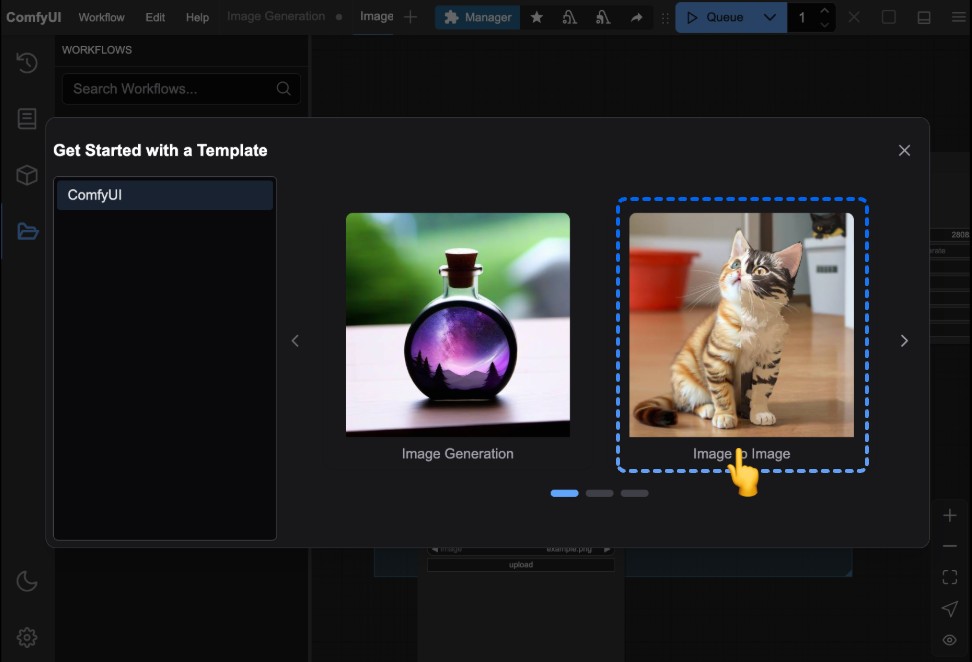 ComfyUI Workflow Edit Help Image Generation Image Manager Queue 1
WORKFLOWS
Search Workflows...
Get Started with a Template
ComfyUI
2808
Image Generation
Image to Image
image example.png
upload